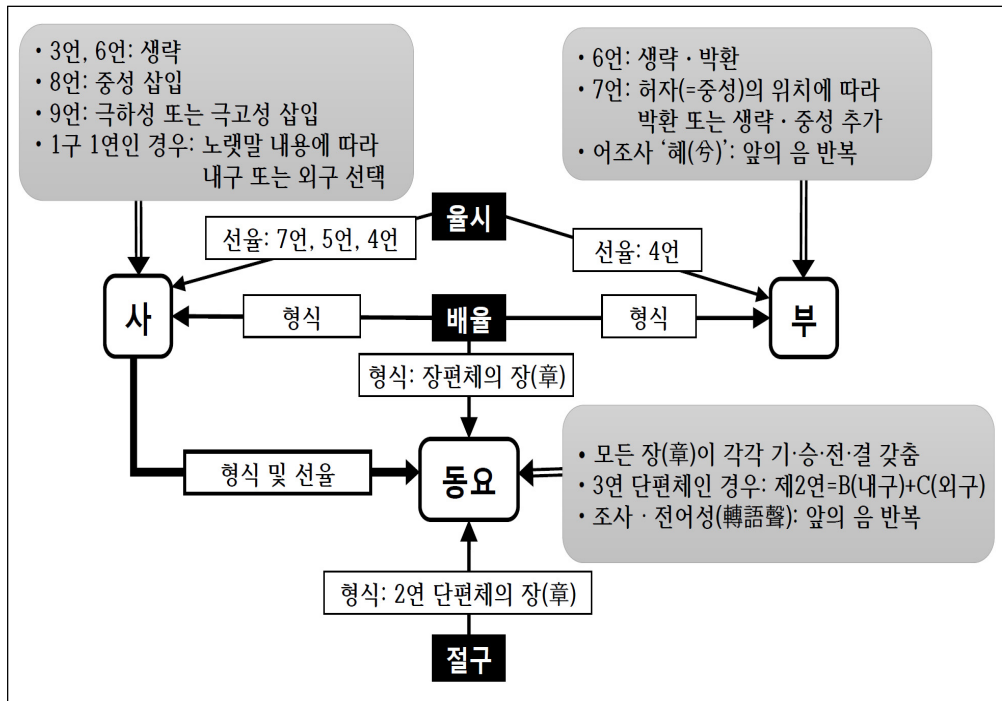 • 3언, 6언: 생략
• 8언: 중성 삽입
• 9언: 극하성 또는 극고성 삽입
• 1구 1연인 경우: 노랫말 내용에 따라
내구 또는 외구 선택
• 6언: 생략 · 박환
• 7언: 허자(=중성)의 위치에 따라
박환 또는 생략 · 중성 추가
• 어조사 ‘혜(兮)’: 앞의 음 반복
율시
선율: 7언, 5언, 4언
선율: 4언
사
형식
배율
형식
부
형식: 장편체의 장(章)
형식 및 선율
동요
• 모든 장(章)이 각각 기·승·전·결 갖춤
• 3연 단편체인 경우: 제2연=B(내구)+C(외구)
• 조사 · 전어성(轉語聲): 앞의 음 반복
형식: 2연 단편체의 장(章)
절구